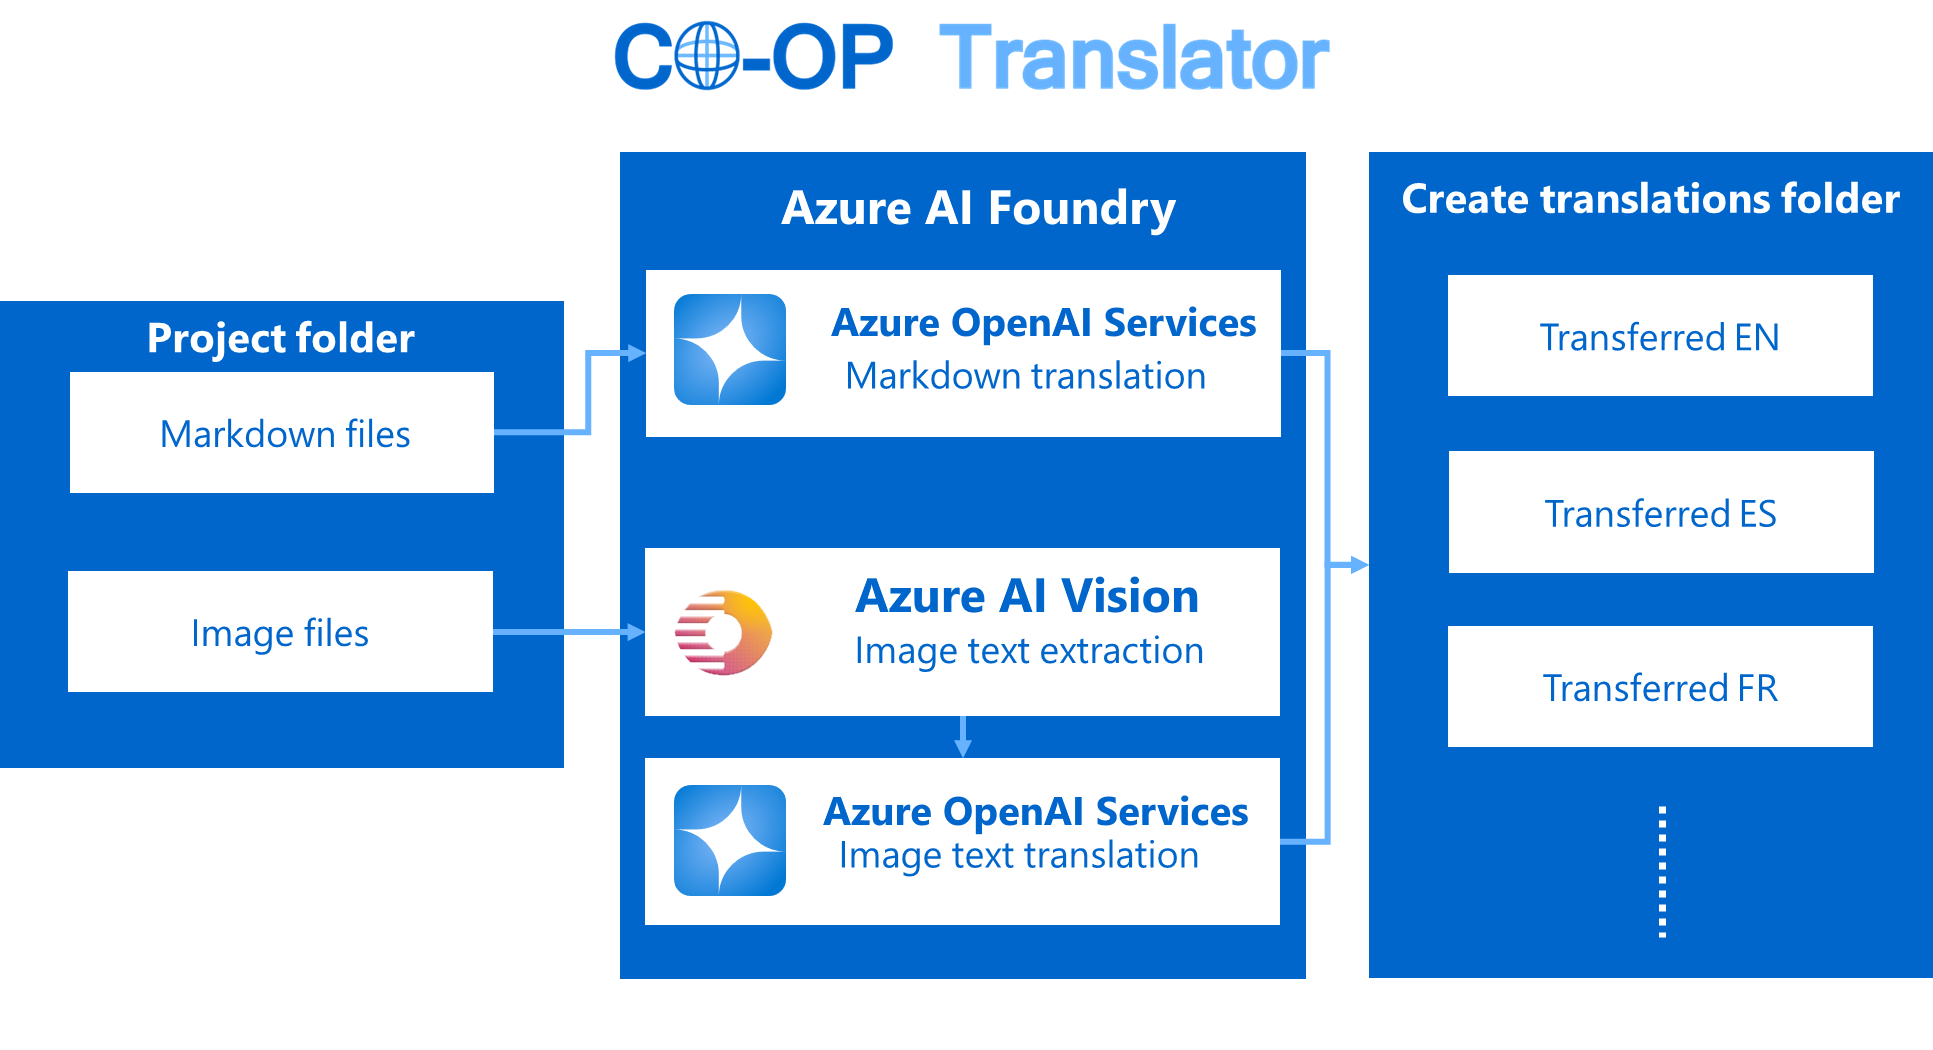 CO-OP Translator
Project folder
Markdown files
Image files
Azure AI Foundry
Azure OpenAI Services
Markdown translation
Azure AI Vision
Image text extraction
Azure OpenAI Services
Image text translation
Create translations folder
Transferred EN
Transferred ES
Transferred FR